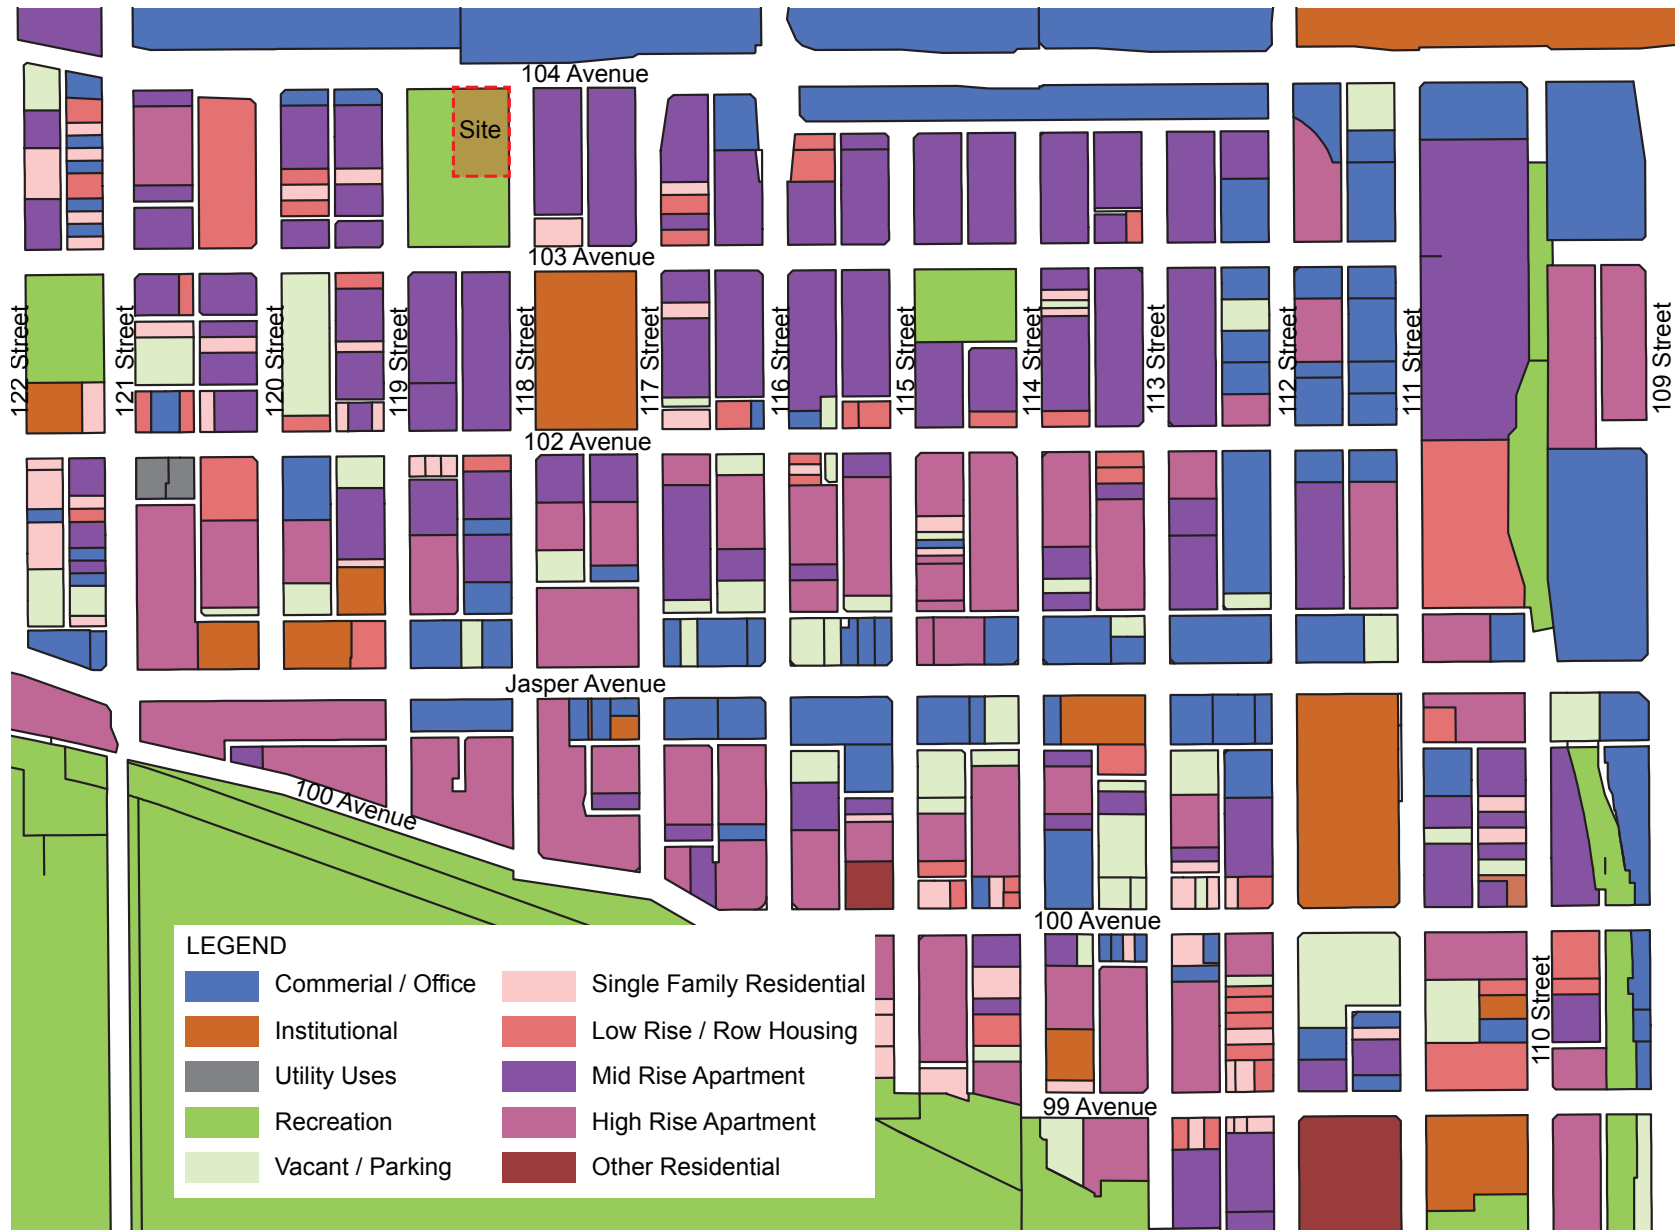 104 Avenue
Site
103 Avenue
122 Street
121 Street
120 Street
119 Street
118 Street
117 Street
116 Street
115 Street
114 Street
113 Street
112 Street
111 Street
109 Street
102 Avenue
Jasper Avenue
100 Avenue
100 Avenue
110 Street
99 Avenue
LEGEND
Commerial / Office
Institutional
Utility Uses
Recreation
Vacant / Parking
Single Family Residential
Low Rise / Row Housing
Mid Rise Apartment
High Rise Apartment
Other Residential